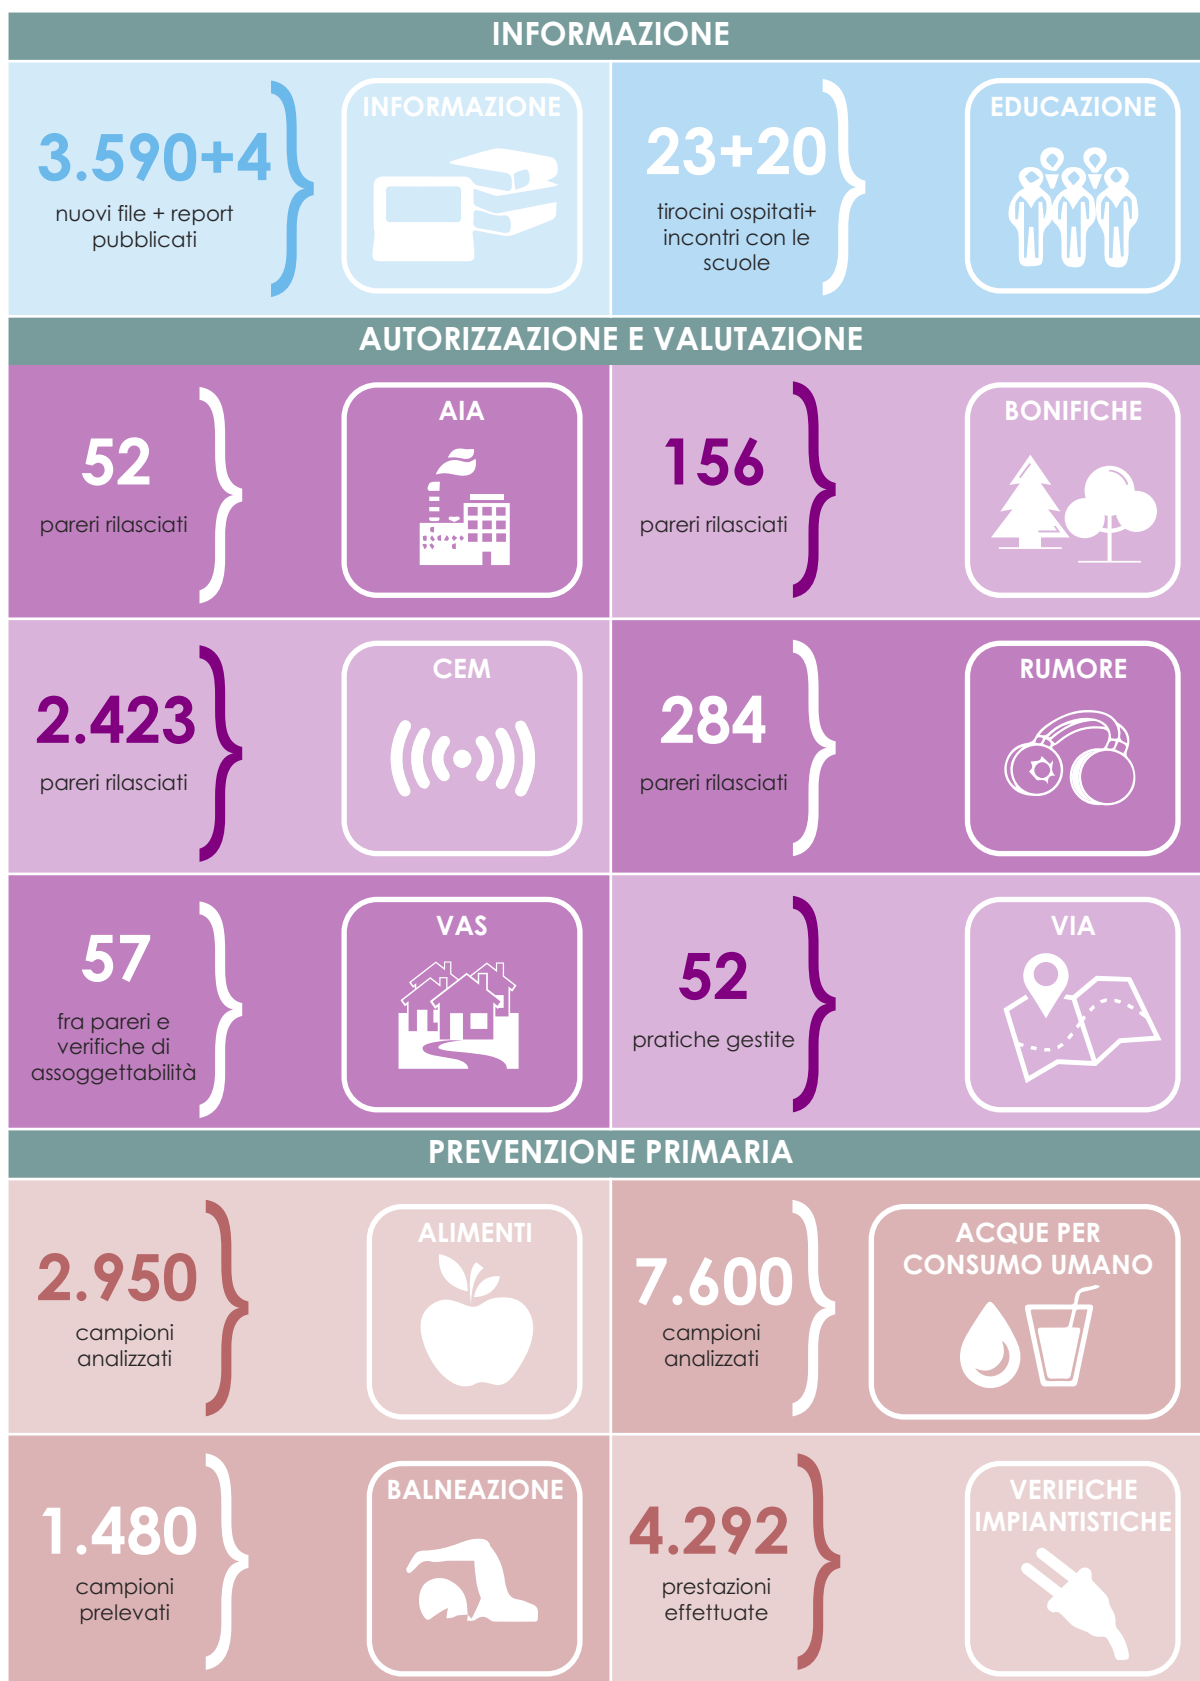 INFORMAZIONE
3.590+4
nuovi file + report
pubblicati
INFORMAZIONE
23+20
tirocini ospitati+
incontri con le
scuole
EDUCAZIONE
AUTORIZZAZIONE E VALUTAZIONE
52
pareri rilasciati
AIA
156
pareri rilasciati
BONIFICHE
2.423
pareri rilasciati
CEM
284
pareri rilasciati
RUMORE
57
fra pareri e
verifiche di
assoggettabilità
VAS
52
pratiche gestite
VIA
PREVENZIONE PRIMARIA
2.950
campioni
analizzati
ALIMENTI
7.600
campioni
analizzati
ACQUE PER
CONSUMO UMANO
1.480
campioni
prelevati
BALNEAZIONE
4.292
prestazioni
effettuate
VERIFICHE
IMPIANTISTICHE